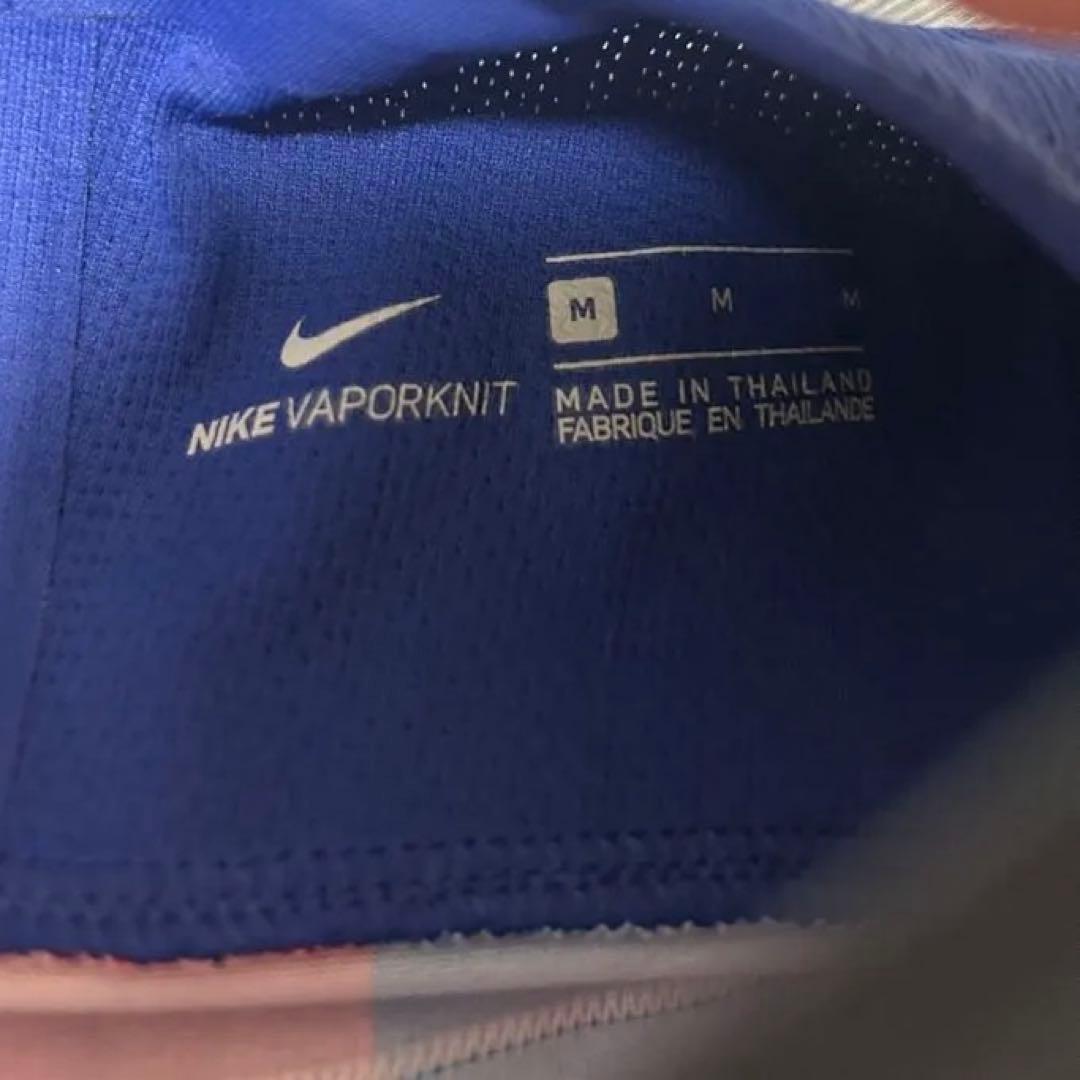 NIKE VAPORKNIT
M M M
MADE IN THAILAND
FABRIQUE EN THAILANDE